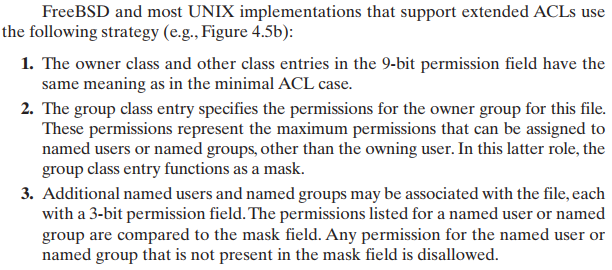 FreeBSD and most UNIX implementations that support extended ACLs use
the following strategy (e.g., Figure 4.5b):
1. The owner class and other class entries in the 9-bit permission field have the
same meaning as in the minimal ACL case.
2. The group class entry specifies the permissions for the owner group for this file.
These permissions represent the maximum permissions that can be assigned to
named users or named groups, other than the owning user. In this latter role, the
group class entry functions as a mask.
3. Additional named users and named groups may be associated with the file, each
with a 3-bit permission field. The permissions listed for a named user or named
group are compared to the mask field. Any permission for the named user or
named group that is not present in the mask field is disallowed.